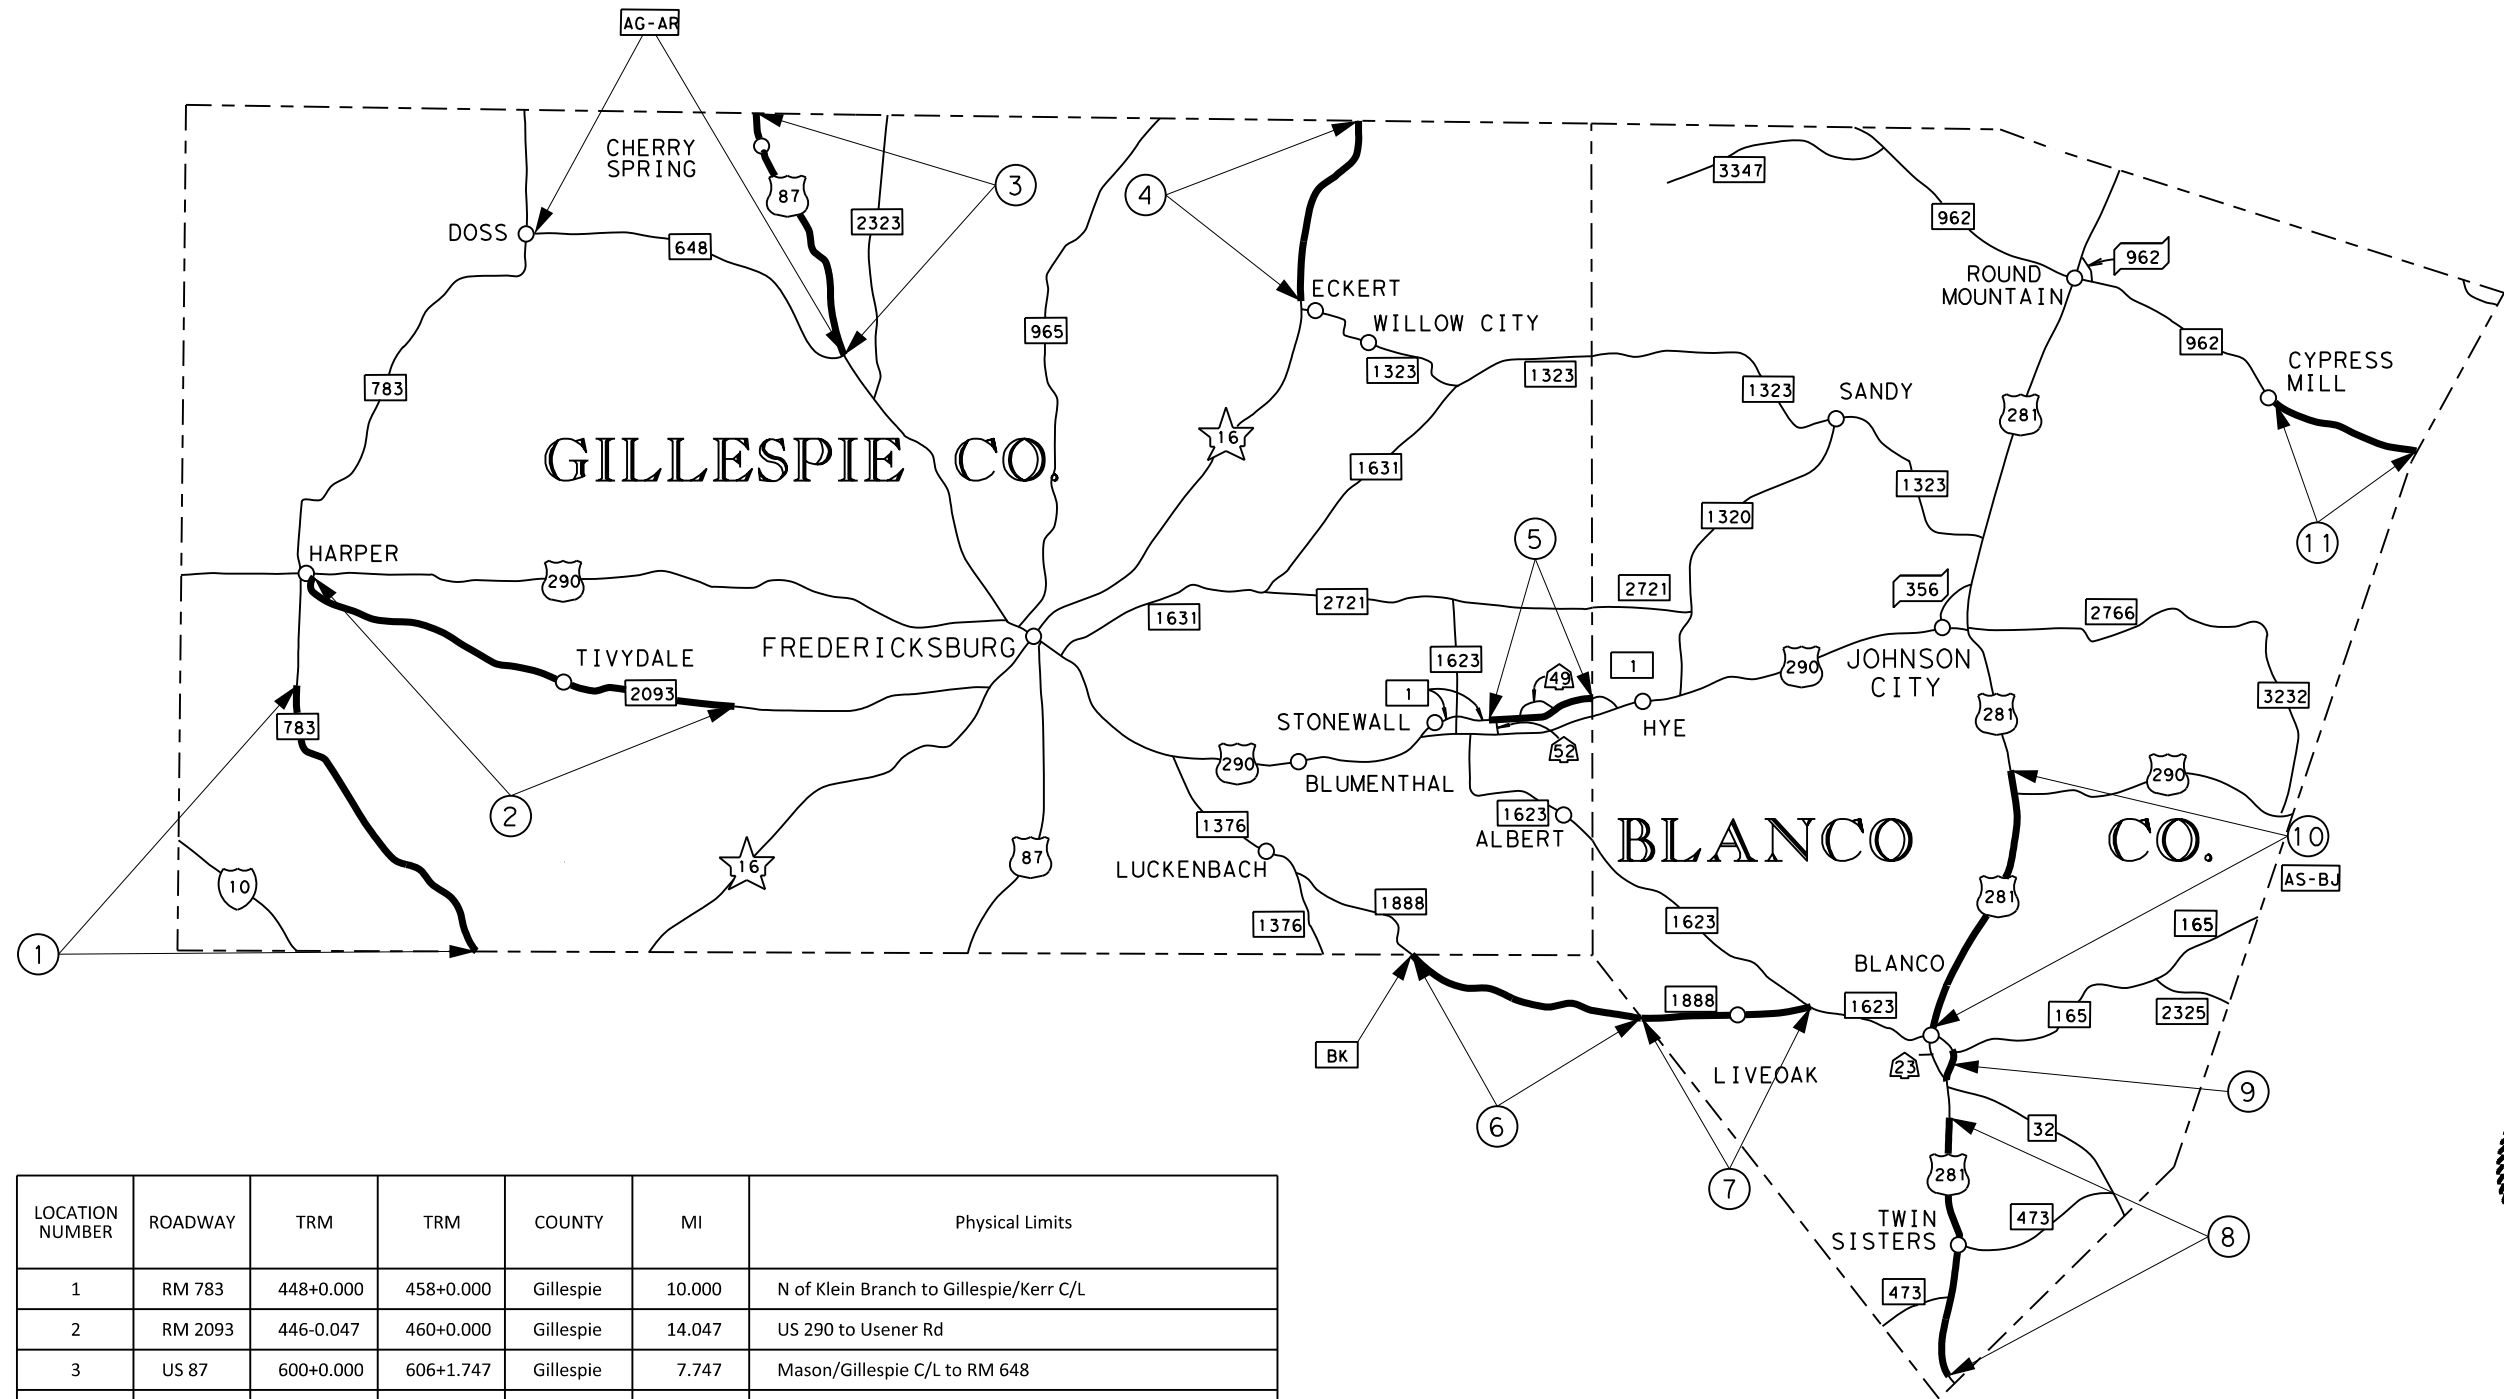 AG-AR
CHERRY
SPRING
3347
87
3
4
2323
962
DOSS
648
962
ROUND
MOUNTAIN
ECKERT
965
WILLOW CITY
962
1323
1323
CYPRESS
MILL
783
1323
SANDY
281
16
GILLESPIE CO.
1631
1323
1320
5
11
HARPER
290
2721
2721
356
1631
2766
FREDERICKSBURG
TIVYDALE
1623
1
JOHNSON
CITY
290
2093
1
49
3232
783
STONEWALL
HYE
281
52
290
290
BLUMENTHAL
2
1376
1623
ALBERT
BLANCO CO.
10
87
16
LUCKENBACH
AS-BJ
10
281
1888
1376
1623
165
1
BLANCO
1888
1623
165
2325
BK
LIVEOAK
23
9
6
32
7
281
TWIN
SISTERS
473
8
473
LOCATION
NUMBER ROADWAY TRM TRM COUNTY MI Physical Limits
1 RM 783 448+0.000 458+0.000 Gillespie 10.000 N of Klein Branch to Gillespie/Kerr C/L
2 RM 2093 446-0.047 460+0.000 Gillespie 14.047 US 290 to Usener Rd
3 US 87 600+0.000 606+1.747 Gillespie 7.747 Mason/Gillespie C/L to RM 648